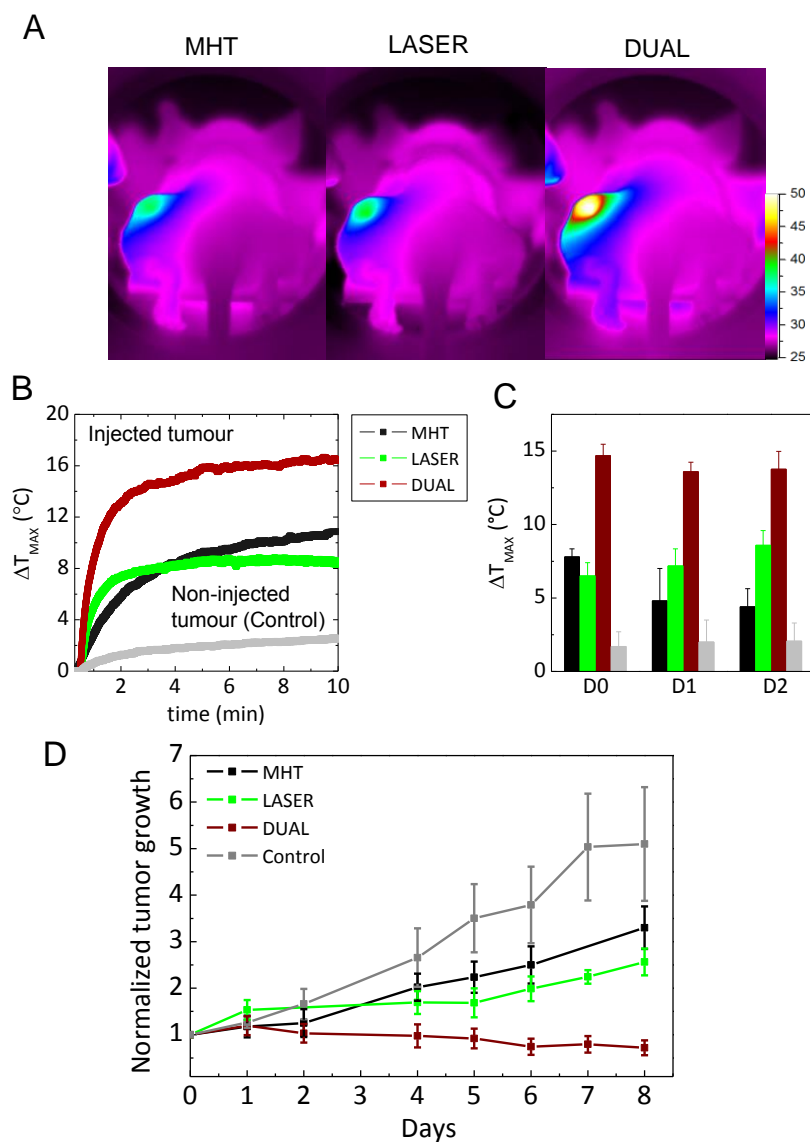 A
MHT
LASER
DUAL
50
45
40
35
30
25
B
20
16
12
8
4
0
ΔT_MAX (°C)
Injected tumour
Non-injected
tumour (Control)
2
4
6
8
10
time (min)
MHT
LASER
DUAL
C
15
10
5
0
ΔT_MAX (°C)
D0
D1
D2
D
7
6
5
4
3
2
1
Normalized tumor growth
MHT
LASER
DUAL
Control
0
1
2
3
4
5
6
7
8
Days